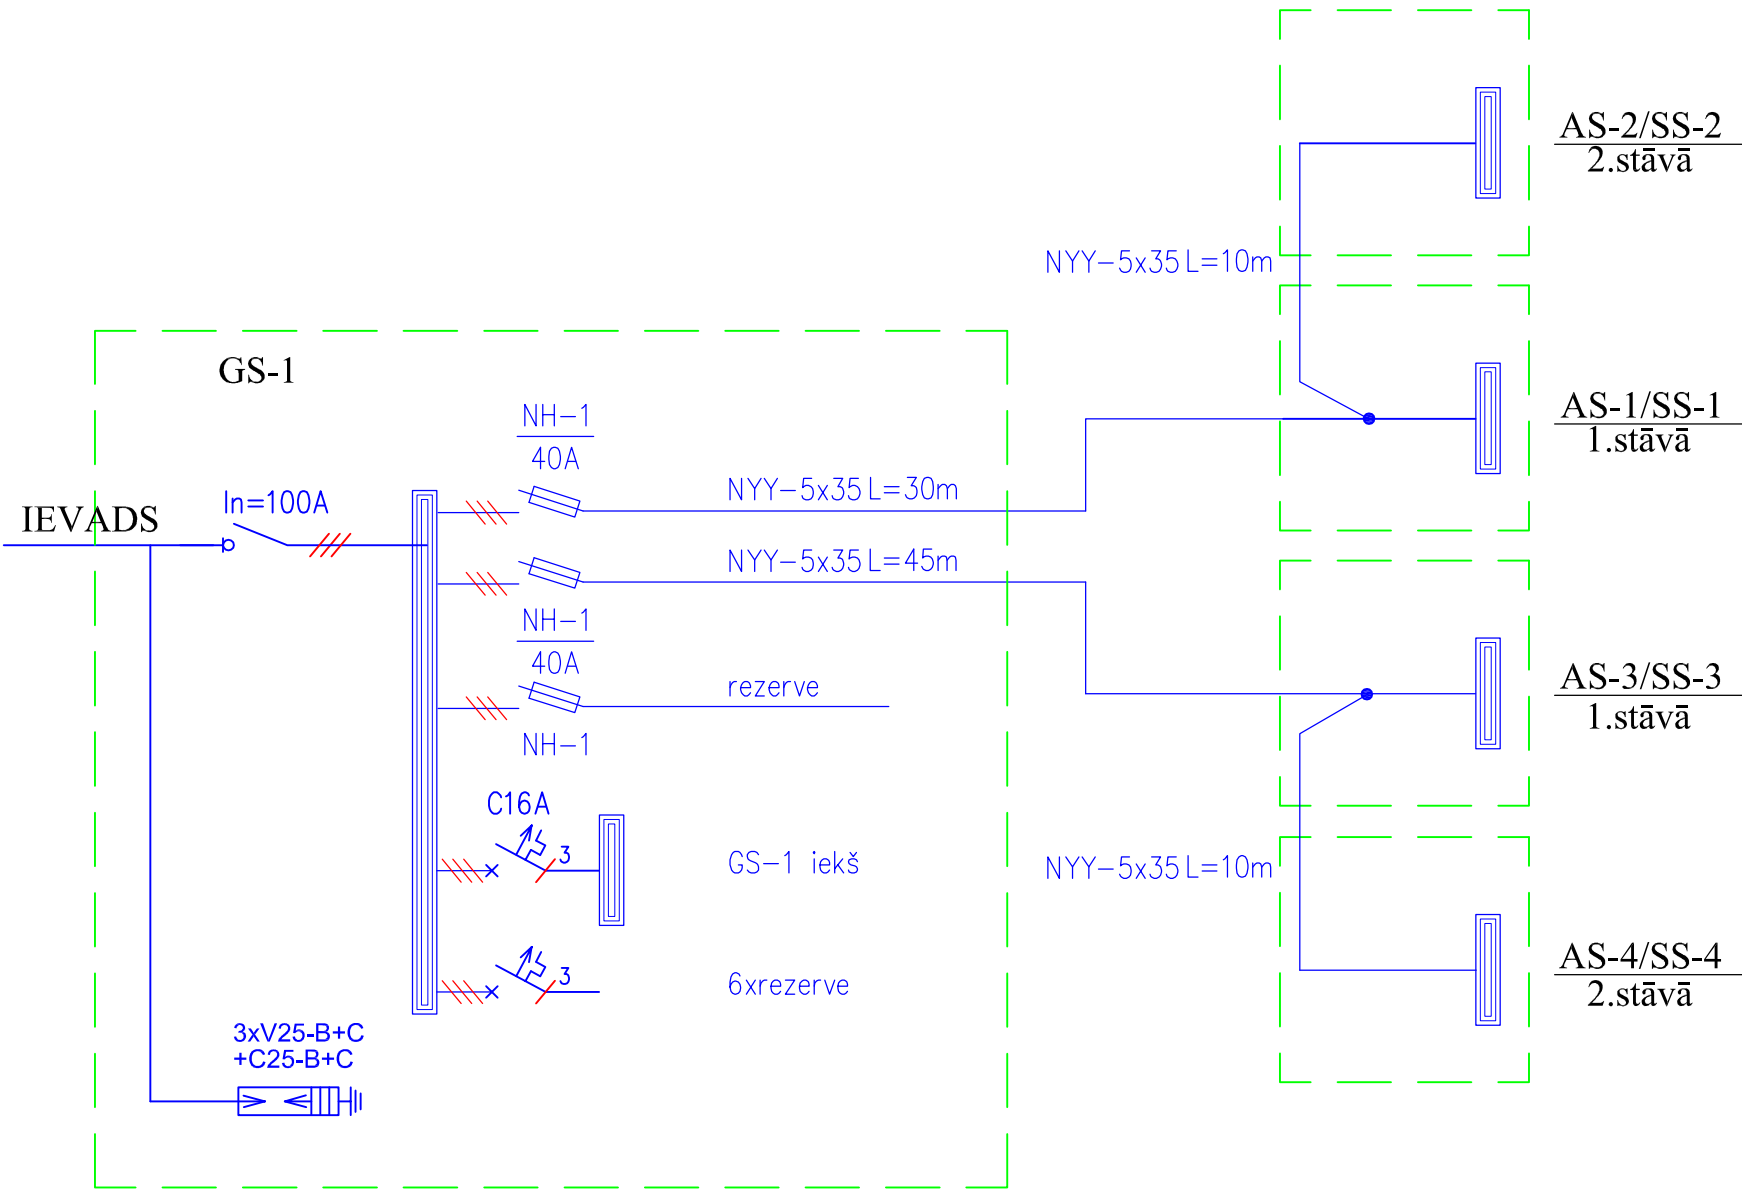 AS-2/SS-2
2.stāvā
NYY-5x35 L=10m
GS-1
AS-1/SS-1
1.stāvā
NH-1
40A
In=100A
NYY-5x35 L=30m
IEVADS
NYY-5x35 L=45m
NH-1
40A
rezerve
AS-3/SS-3
1.stāvā
NH-1
C16A
3
GS-1 iekš
NYY-5x35 L=10m
3
6xrezerve
AS-4/SS-4
2.stāvā
3xV25-B+C
+C25-B+C